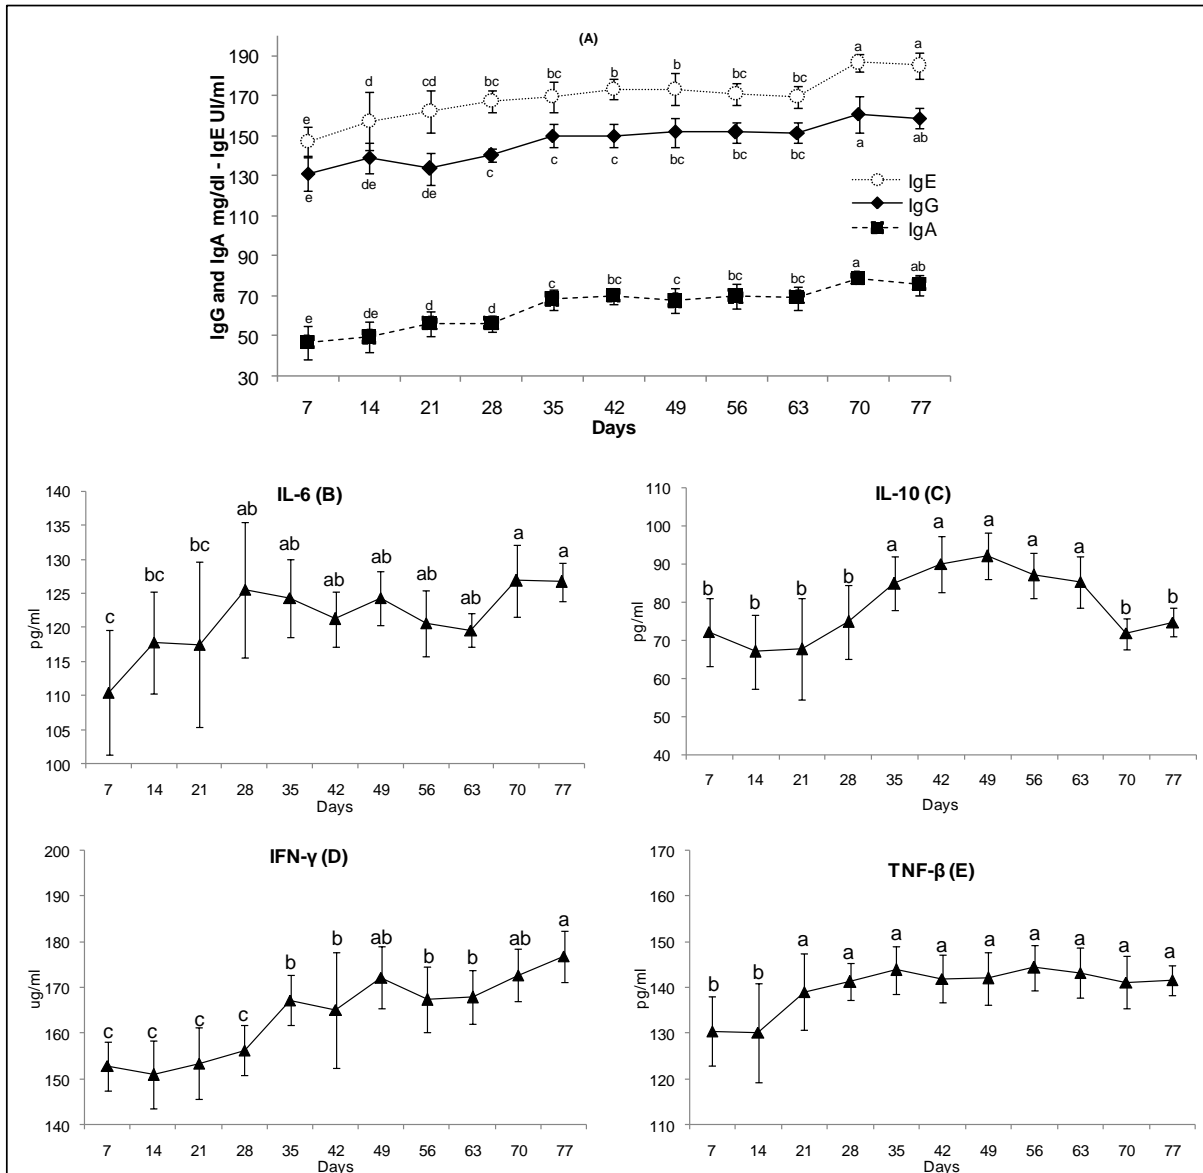 (A)
IgG and IgA mg/dl - IgE UI/ml
190
170
150
130
110
90
70
50
30
e d cd bc bc b b bc bc a a
e de de c c c bc bc bc a ab
e de d d c bc c bc bc a ab
IgE
IgG
IgA
7 14 21 28 35 42 49 56 63 70 77
Days
IL-6 (B)
pg/ml
140
135
130
125
120
115
110
105
100
c bc bc ab ab ab ab ab ab a a
7 14 21 28 35 42 49 56 63 70 77
Days
IL-10 (C)
pg/ml
110
100
90
80
70
60
50
40
b b b b a a a a a b b
7 14 21 28 35 42 49 56 63 70 77
Days
IFN-γ (D)
ug/ml
200
190
180
170
160
150
140
c c c c b b ab b b ab a
7 14 21 28 35 42 49 56 63 70 77
Days
TNF-β (E)
pg/ml
170
160
150
140
130
120
110
b b a a a a a a a a a
7 14 21 28 35 42 49 56 63 70 77
Days